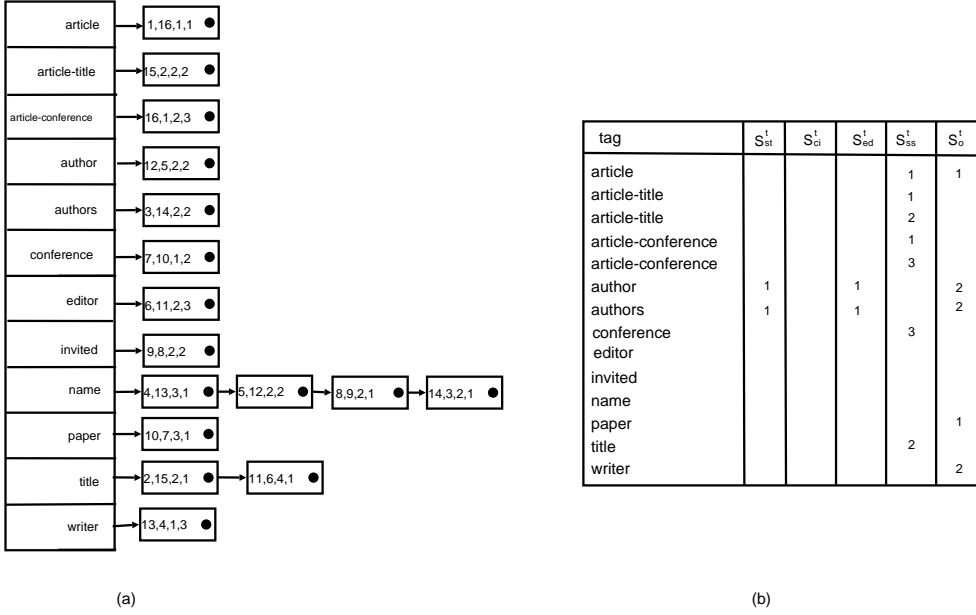 article 1,16,1,1
article-title 15,2,2,2
article-conference 16,1,2,3
author 12,5,2,2
authors 3,14,2,2
conference 7,10,1,2
editor 6,11,2,3
invited 9,8,2,2
name 4,13,3,1 5,12,2,2 8,9,2,1 14,3,2,1
paper 10,7,3,1
title 2,15,2,1 11,6,4,1
writer 13,4,1,3
(a)
tag S^t_st S^t_ci S^t_ed S^t_ss S^t_o
article 1 1
article-title 1
article-title 2
article-conference 1
article-conference 3
author 1 1 2
authors 1 1 2
conference 3
editor
invited
name
paper 1
title 2
writer 2
(b)